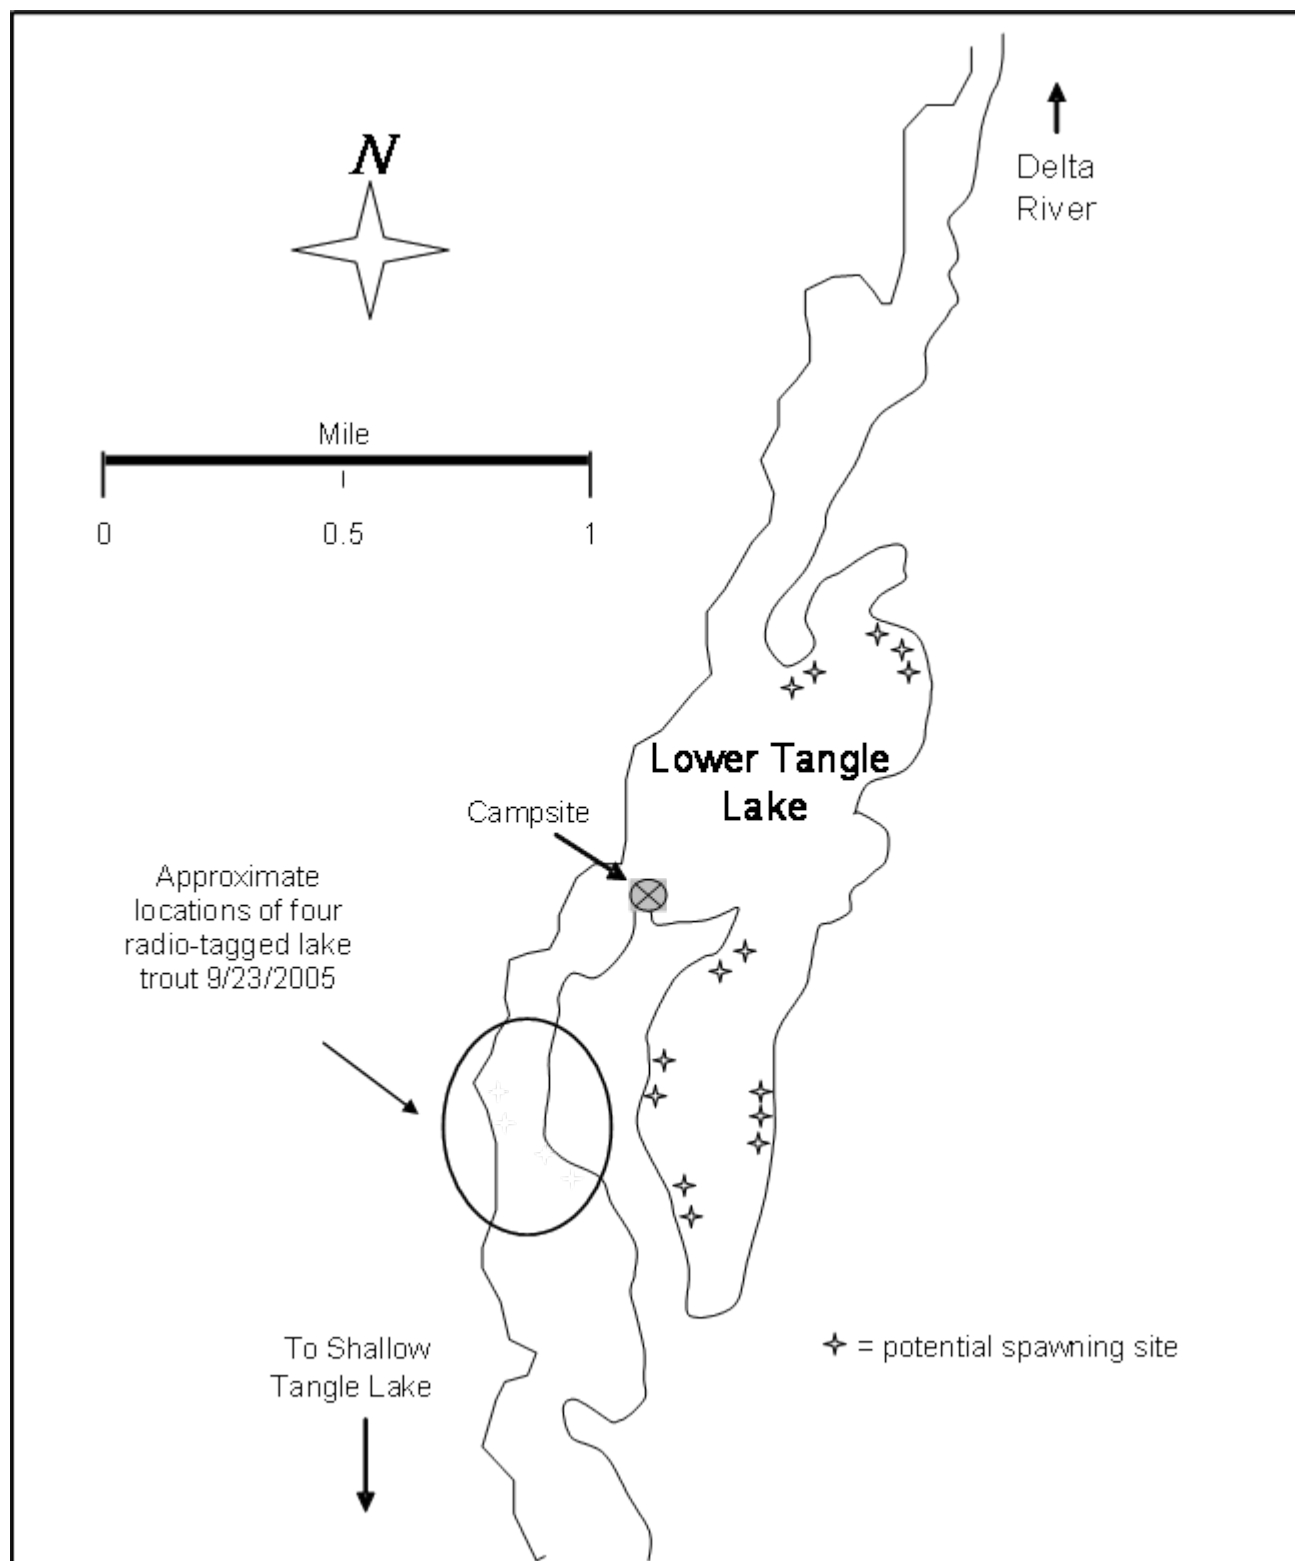 N
Delta
River
Mile
0 0.5 1
Lower Tangle
Lake
Campsite
Approximate
locations of four
radio-tagged lake
trout 9/23/2005
To Shallow
Tangle Lake
= potential spawning site